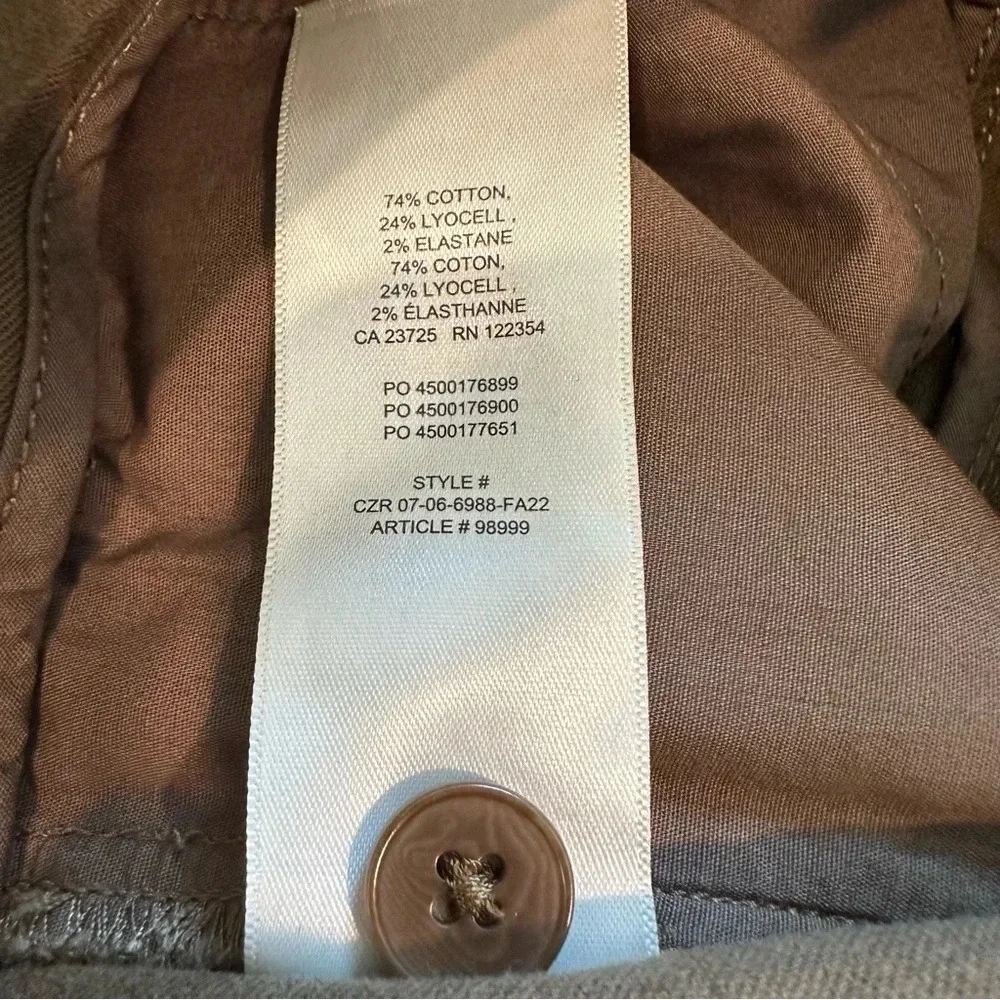 74% COTTON,
24% LYOCELL ,
2% ELASTANE
74% COTON,
24% LYOCELL ,
2% ÉLASTHANNE
CA 23725 RN 122354
PO 4500176899
PO 4500176900
PO 4500177651
STYLE #
CZR 07-06-6988-FA22
ARTICLE # 98999